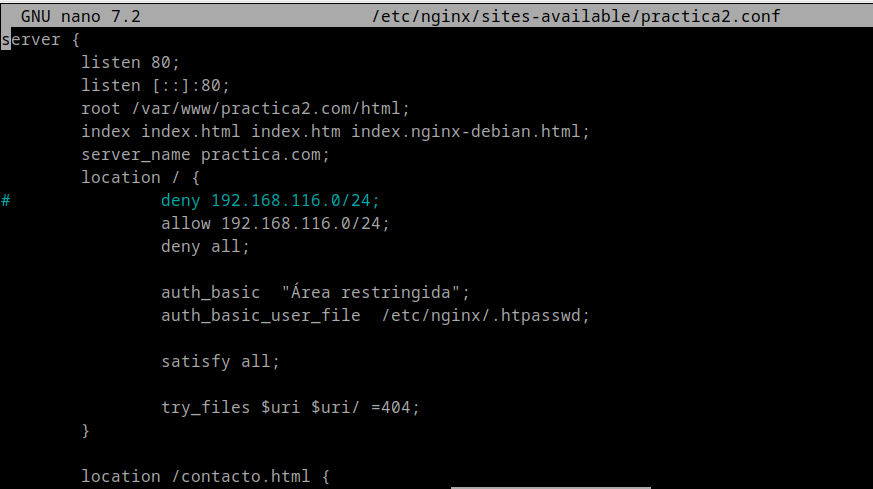 GNU nano 7.2 /etc/nginx/sites-available/practica2.conf
server {
listen 80;
listen [::]:80;
root /var/www/practica2.com/html;
index index.html index.htm index.nginx-debian.html;
server_name practica.com;
location / {
# deny 192.168.116.0/24;
allow 192.168.116.0/24;
deny all;
auth_basic  "Área restringida";
auth_basic_user_file  /etc/nginx/.htpasswd;
satisfy all;
try_files $uri $uri/ =404;
}
location /contacto.html {